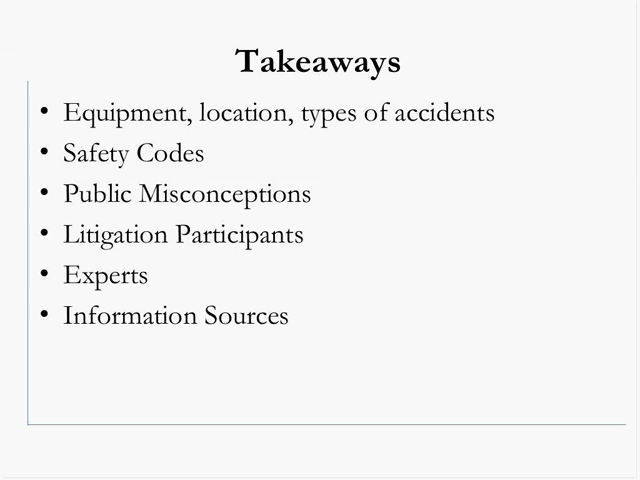 Takeaways
• Equipment, location, types of accidents
• Safety Codes
• Public Misconceptions
• Litigation Participants
• Experts
• Information Sources